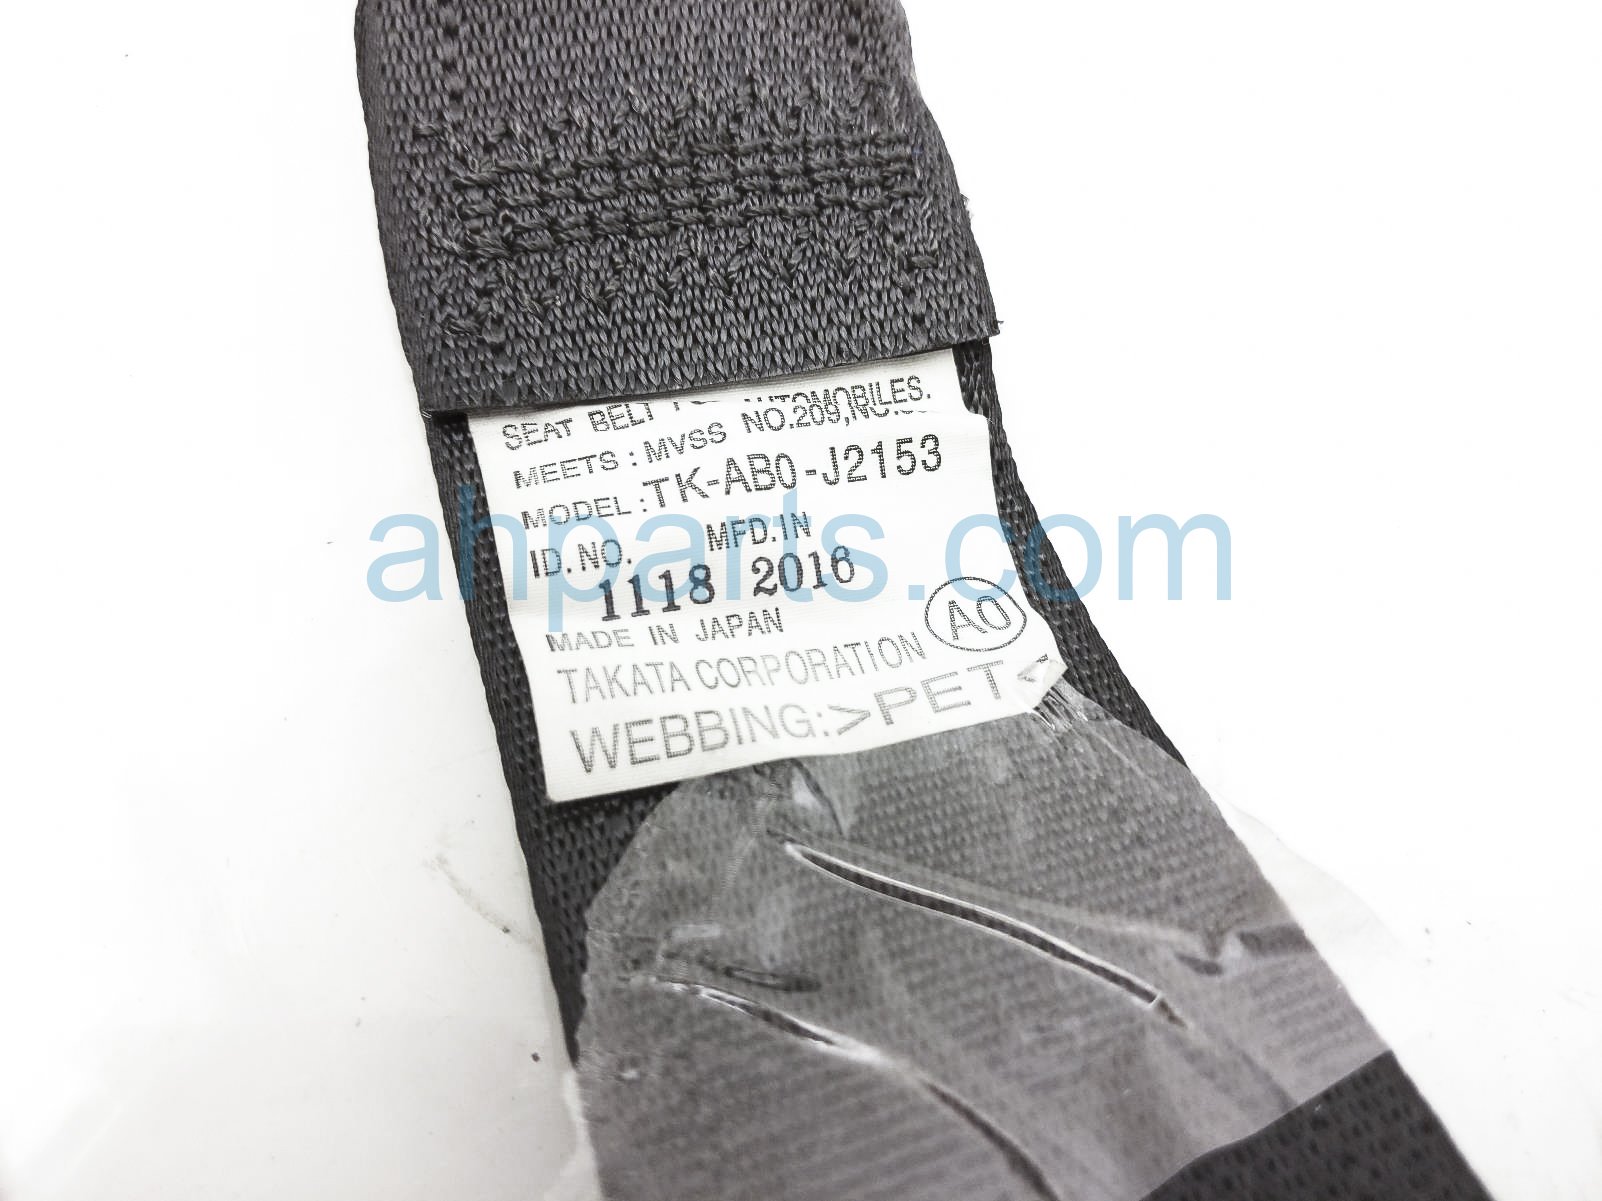 SEAT BELT AUTOMOBILES.
MEETS : MVSS NO.209,
MODEL : TK-AB0-J2153
ID. NO. MFD. IN
1118 2016
MADE IN JAPAN
TAKATA CORPORATION A0
WEBBING:>PET<
ahparts.com